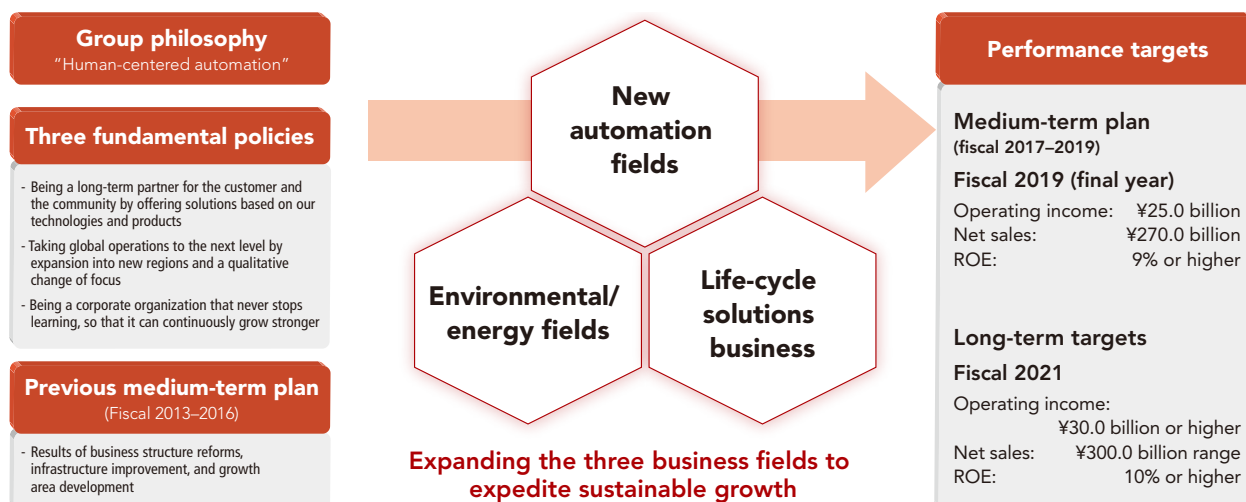 Group philosophy
“Human-centered automation”
Three fundamental policies
- Being a long-term partner for the customer and
the community by offering solutions based on our
technologies and products
- Taking global operations to the next level by
expansion into new regions and a qualitative
change of focus
- Being a corporate organization that never stops
learning, so that it can continuously grow stronger
Previous medium-term plan
(Fiscal 2013–2016)
- Results of business structure reforms,
infrastructure improvement, and growth
area development
New
automation
fields
Environmental/
energy fields
Life-cycle
solutions
business
Expanding the three business fields to
expedite sustainable growth
Performance targets
Medium-term plan
(fiscal 2017–2019)
Fiscal 2019 (final year)
Operating income: ¥25.0 billion
Net sales: ¥270.0 billion
ROE: 9% or higher
Long-term targets
Fiscal 2021
Operating income:
¥30.0 billion or higher
Net sales: ¥300.0 billion range
ROE: 10% or higher